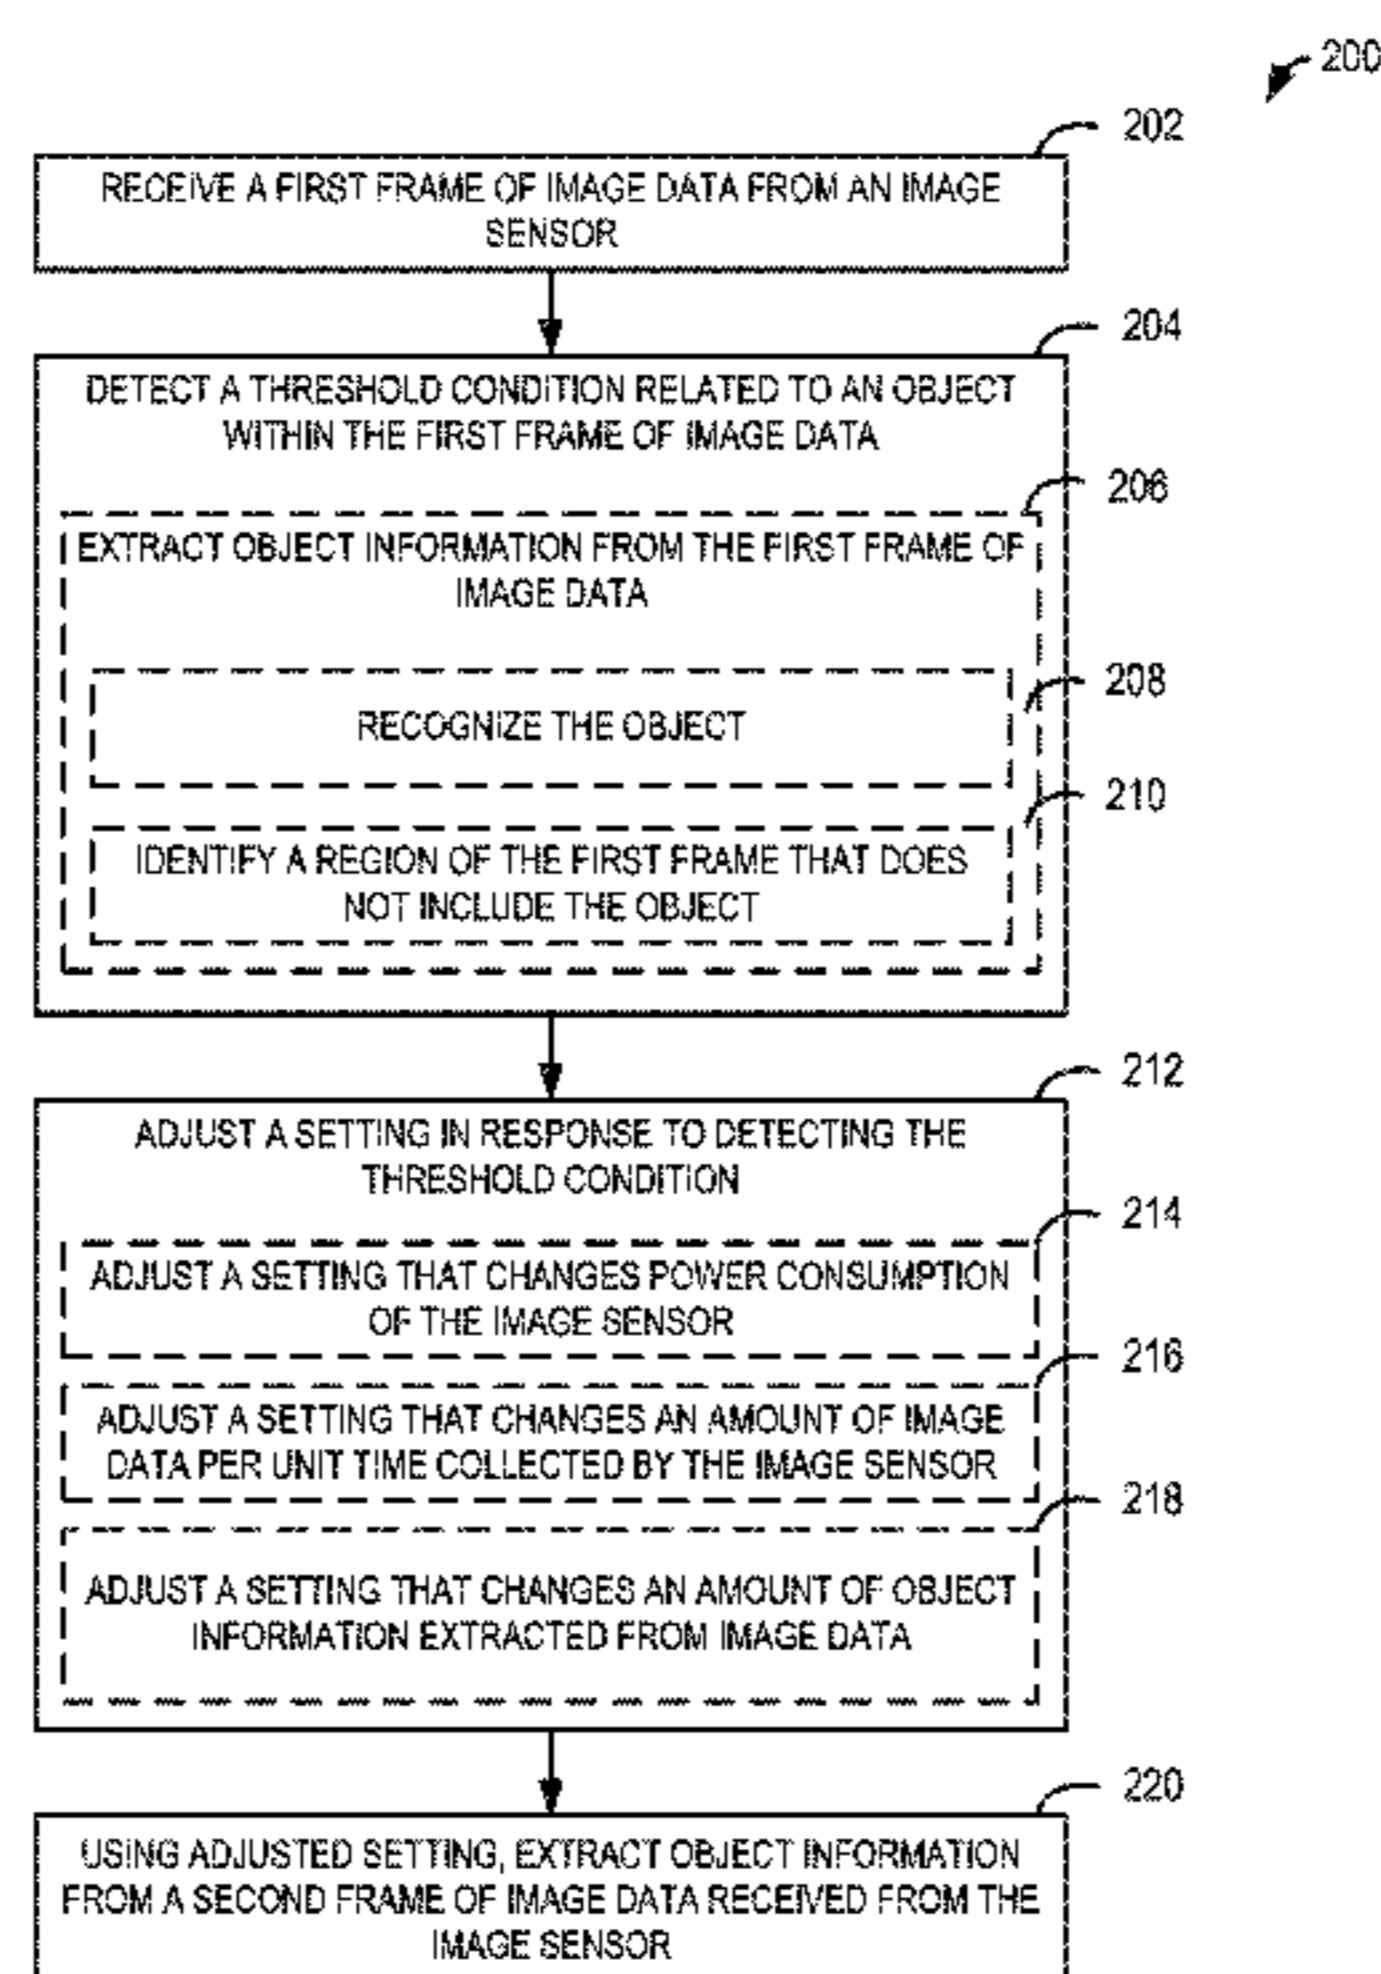 200
202
RECEIVE A FIRST FRAME OF IMAGE DATA FROM AN IMAGE
SENSOR
204
DETECT A THRESHOLD CONDITION RELATED TO AN OBJECT
WITHIN THE FIRST FRAME OF IMAGE DATA
206
EXTRACT OBJECT INFORMATION FROM THE FIRST FRAME OF
IMAGE DATA
208
RECOGNIZE THE OBJECT
210
IDENTIFY A REGION OF THE FIRST FRAME THAT DOES
NOT INCLUDE THE OBJECT
212
ADJUST A SETTING IN RESPONSE TO DETECTING THE
THRESHOLD CONDITION
214
ADJUST A SETTING THAT CHANGES POWER CONSUMPTION
OF THE IMAGE SENSOR
216
ADJUST A SETTING THAT CHANGES AN AMOUNT OF IMAGE
DATA PER UNIT TIME COLLECTED BY THE IMAGE SENSOR
218
ADJUST A SETTING THAT CHANGES AN AMOUNT OF OBJECT
INFORMATION EXTRACTED FROM IMAGE DATA
220
USING ADJUSTED SETTING, EXTRACT OBJECT INFORMATION
FROM A SECOND FRAME OF IMAGE DATA RECEIVED FROM THE
IMAGE SENSOR